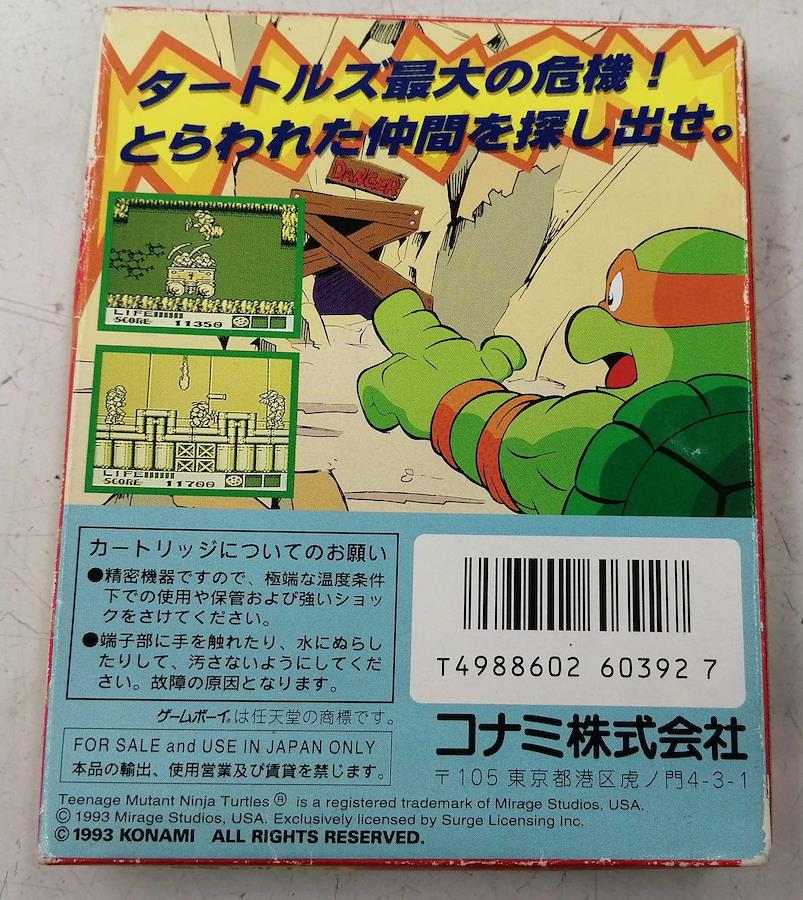 タートルズ最大の危機!
とらわれた仲間を探し出せ。
DANGER
LIFE
SCORE 11350
LIFE
SCORE 11700
カートリッジについてのお願い
●精密機器ですので、極端な温度条件
下での使用や保管および強いショッ
クをさけてください。
●端子部に手を触れたり、水にぬらし
たりして、汚さないようにしてくだ
さい。故障の原因となります。
ゲームボーイは任天堂の商標です。
FOR SALE and USE IN JAPAN ONLY
本品の輸出、使用営業及び賃貸を禁じます。
T4988602 60392 7
コナミ株式会社
〒105 東京都港区虎ノ門4-3-1
Teenage Mutant Ninja Turtles ® is a registered trademark of Mirage Studios, USA.
© 1993 Mirage Studios, USA. Exclusively licensed by Surge Licensing Inc.
© 1993 KONAMI ALL RIGHTS RESERVED.